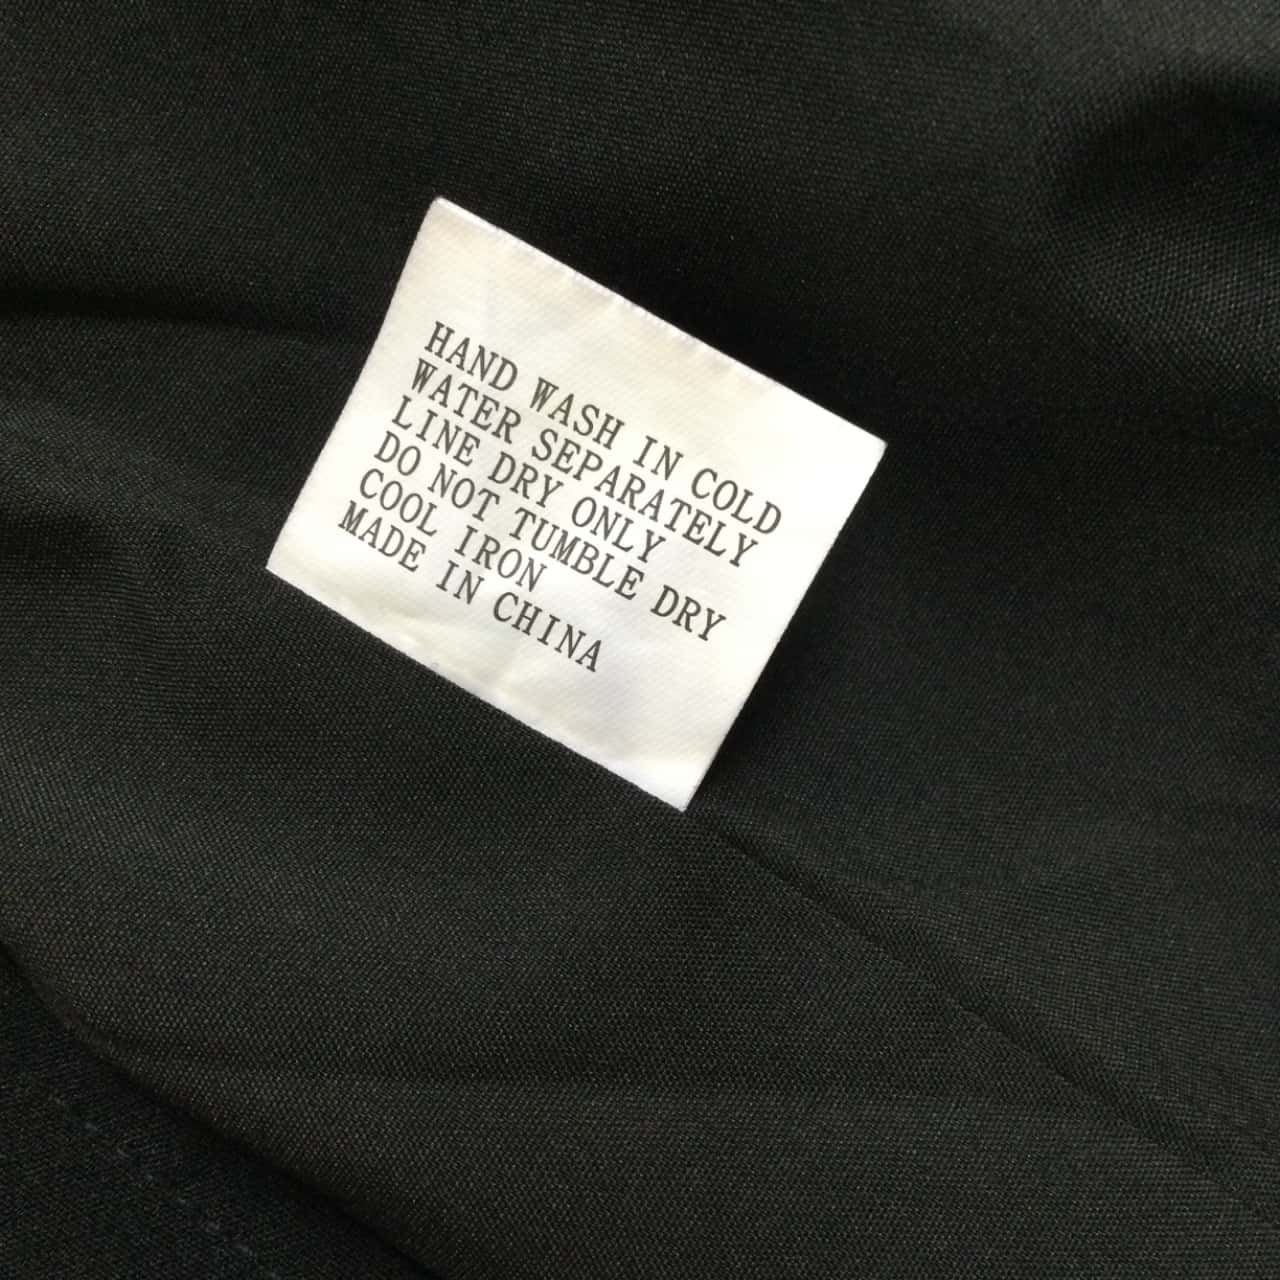 HAND WASH IN COLD
WATER SEPARATELY
LINE DRY ONLY
DO NOT TUMBLE DRY
COOL IRON
MADE IN CHINA